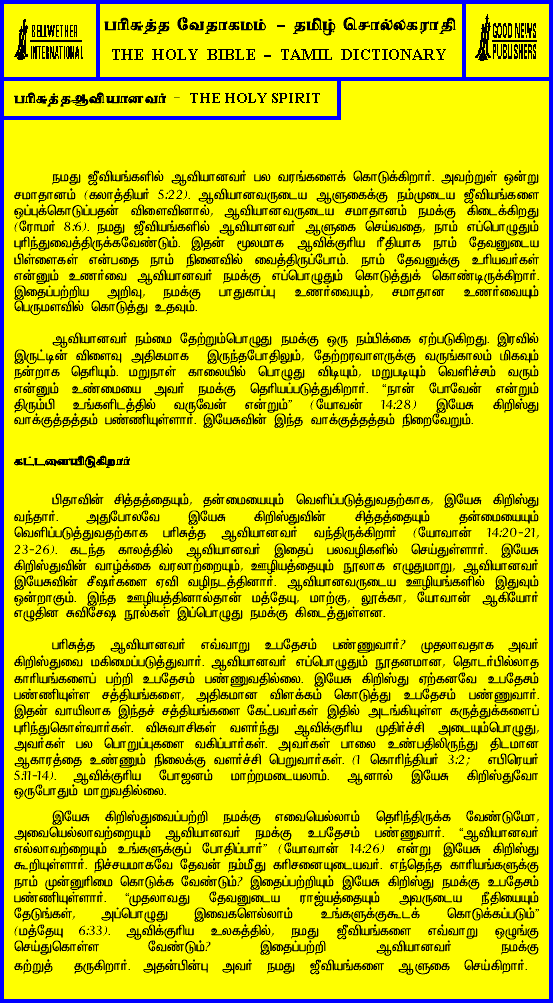 BELLWETHER
INTERNATIONAL
பரிசுத்த வேதாகமம் – தமிழ் சொல்லகராதி
THE HOLY BIBLE – TAMIL DICTIONARY
GOOD NEWS
PUBLISHERS
பரிசுத்தஆவியானவர் – THE HOLY SPIRIT
நமது ஜீவியங்களில் ஆவியானவர் பல வரங்களைக் கொடுக்கிறார். அவற்றுள் ஒன்று
சமாதானம் (கலாத்தியர் 5:22). ஆவியானவருடைய ஆளுகைக்கு நம்முடைய ஜீவியங்களை
ஒப்புக்கொடுப்பதன் விளைவினால், ஆவியானவருடைய சமாதானம் நமக்கு கிடைக்கிறது
(ரோமர் 8:6). நமது ஜீவியங்களில் ஆவியானவர் ஆளுகை செய்வதை, நாம் எப்பொழுதும்
புரிந்துவைத்திருக்கவேண்டும். இதன் மூலமாக ஆவிக்குரிய ரீதியாக நாம் தேவனுடைய
பிள்ளைகள் என்பதை நாம் நினைவில் வைத்திருப்போம். நாம் தேவனுக்கு உரியவர்கள்
என்னும் உணர்வை ஆவியானவர் நமக்கு எப்பொழுதும் கொடுத்துக் கொண்டிருக்கிறார்.
இதைப்பற்றிய அறிவு, நமக்கு பாதுகாப்பு உணர்வையும், சமாதான உணர்வையும்
பெருமளவில் கொடுத்து உதவும்.
ஆவியானவர் நம்மை தேற்றும்பொழுது நமக்கு ஒரு நம்பிக்கை ஏற்படுகிறது. இரவில்
இருட்டின் விளைவு அதிகமாக இருந்தபோதிலும், தேற்றரவாளருக்கு வருங்காலம் மிகவும்
நன்றாக தெரியும். மறுநாள் காலையில் பொழுது விடியும், மறுபடியும் வெளிச்சம் வரும்
என்னும் உண்மையை அவர் நமக்கு தெரியப்படுத்துகிறார். “நான் போவேன் என்றும்
திரும்பி உங்களிடத்தில் வருவேன் என்றும்” (யோவன் 14:28) இயேசு கிறிஸ்து
வாக்குத்தத்தம் பண்ணியுள்ளார். இயேசுவின் இந்த வாக்குத்தத்தம் நிறைவேறும்.
கட்டளையிடுகிறார்
பிதாவின் சித்தத்தையும், தன்மையையும் வெளிப்படுத்துவதற்காக, இயேசு கிறிஸ்து
வந்தார். அதுபோலவே இயேசு கிறிஸ்துவின் சித்தத்தையும் தன்மையையும்
வெளிப்படுத்துவதற்காக பரிசுத்த ஆவியானவர் வந்திருக்கிறார் (யோவான் 14:20-21,
23-26). கடந்த காலத்தில் ஆவியானவர் இதைப் பலவழிகளில் செய்துள்ளார். இயேசு
கிறிஸ்துவின் வாழ்க்கை வரலாற்றையும், ஊழியத்தையும் நூலாக எழுதுமாறு, ஆவியானவர்
இயேசுவின் சீஷர்களை ஏவி வழிநடத்தினார். ஆவியானவருடைய ஊழியங்களில் இதுவும்
ஒன்றாகும். இந்த ஊழியத்தினால்தான் மத்தேயு, மாற்கு, லூக்கா, யோவான் ஆகியோர்
எழுதின சுவிசேஷ நூல்கள் இப்பொழுது நமக்கு கிடைத்துள்ளன.
பரிசுத்த ஆவியானவர் எவ்வாறு உபதேசம் பண்ணுவார்? முதலாவதாக அவர்
கிறிஸ்துவை மகிமைப்படுத்துவார். ஆவியானவர் எப்பொழுதும் நூதனமான, தொடர்பில்லாத
காரியங்களைப் பற்றி உபதேசம் பண்ணுவதில்லை. இயேசு கிறிஸ்து ஏற்கனவே உபதேசம்
பண்ணியுள்ள சத்தியங்களை, அதிகமான விளக்கம் கொடுத்து உபதேசம் பண்ணுவார்.
இதன் வாயிலாக இந்தச் சத்தியங்களை கேட்பவர்கள் இதில் அடங்கியுள்ள கருத்துக்களைப்
புரிந்துகொள்வார்கள். விசுவாசிகள் வளர்ந்து ஆவிக்குரிய முதிர்ச்சி அடையும்பொழுது,
அவர்கள் பல பொறுப்புகளை வகிப்பார்கள். அவர்கள் பாலை உண்பதிலிருந்து திடமான
ஆகாரத்தை உண்ணும் நிலைக்கு வளர்ச்சி பெறுவார்கள். (1 கொரிந்தியர் 3:2; எபிரெயர்
5:11-14). ஆவிக்குரிய போஜனம் மாற்றமடையலாம். ஆனால் இயேசு கிறிஸ்துவோ
ஒருபோதும் மாறுவதில்லை.
இயேசு கிறிஸ்துவைப்பற்றி நமக்கு எவையெல்லாம் தெரிந்திருக்க வேண்டுமோ,
அவையெல்லாவற்றையும் ஆவியானவர் நமக்கு உபதேசம் பண்ணுவார். “ஆவியானவர்
எல்லாவற்றையும் உங்களுக்குப் போதிப்பார்” (யோவான் 14:26) என்று இயேசு கிறிஸ்து
கூறியுள்ளார். நிச்சயமாகவே தேவன் நம்மீது கரிசனையுடையவர். எந்தெந்த காரியங்களுக்கு
நாம் முன்னுரிமை கொடுக்க வேண்டும்? இதைப்பற்றியும் இயேசு கிறிஸ்து நமக்கு உபதேசம்
பண்ணியுள்ளார். “முதலாவது தேவனுடைய ராஜ்யத்தையும் அவருடைய நீதியையும்
தேடுங்கள், அப்பொழுது இவைகளெல்லாம் உங்களுக்குகூடக் கொடுக்கப்படும்”
(மத்தேயு 6:33). ஆவிக்குரிய உலகத்தில், நமது ஜீவியங்களை எவ்வாறு ஒழுங்கு
செய்துகொள்ள வேண்டும்? இதைப்பற்றி ஆவியானவர் நமக்கு
கற்றுத் தருகிறார். அதன்பின்பு அவர் நமது ஜீவியங்களை ஆளுகை செய்கிறார்.